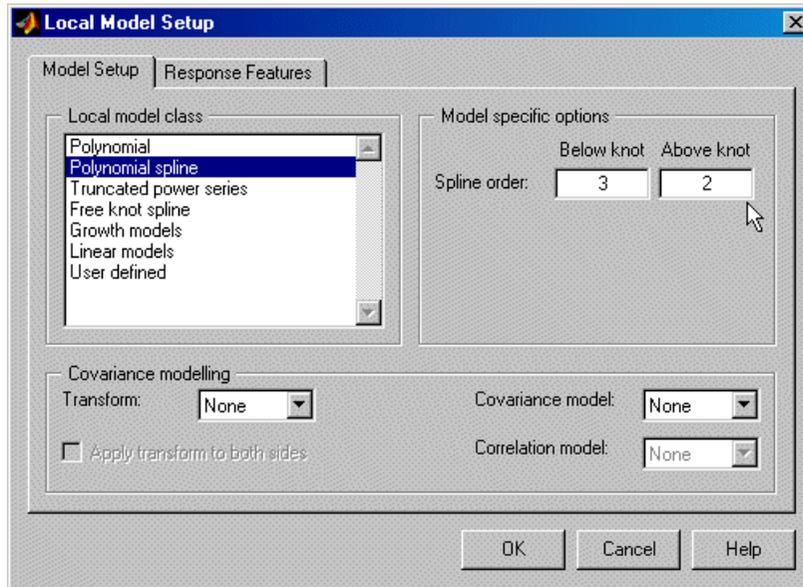 Local Model Setup
Model Setup
Response Features
Local model class
Polynomial
Polynomial spline
Truncated power series
Free knot spline
Growth models
Linear models
User defined
Model specific options
Below knot Above knot
Spline order: 3 2
Covariance modelling
Transform: None
Apply transform to both sides
Covariance model: None
Correlation model: None
OK Cancel Help